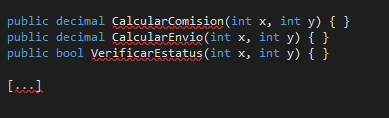 public decimal CalcularComision(int x, int y) { }
public decimal CalcularEnvio(int x, int y) { }
public bool VerificarEstatus(int x, int y) { }
[...]